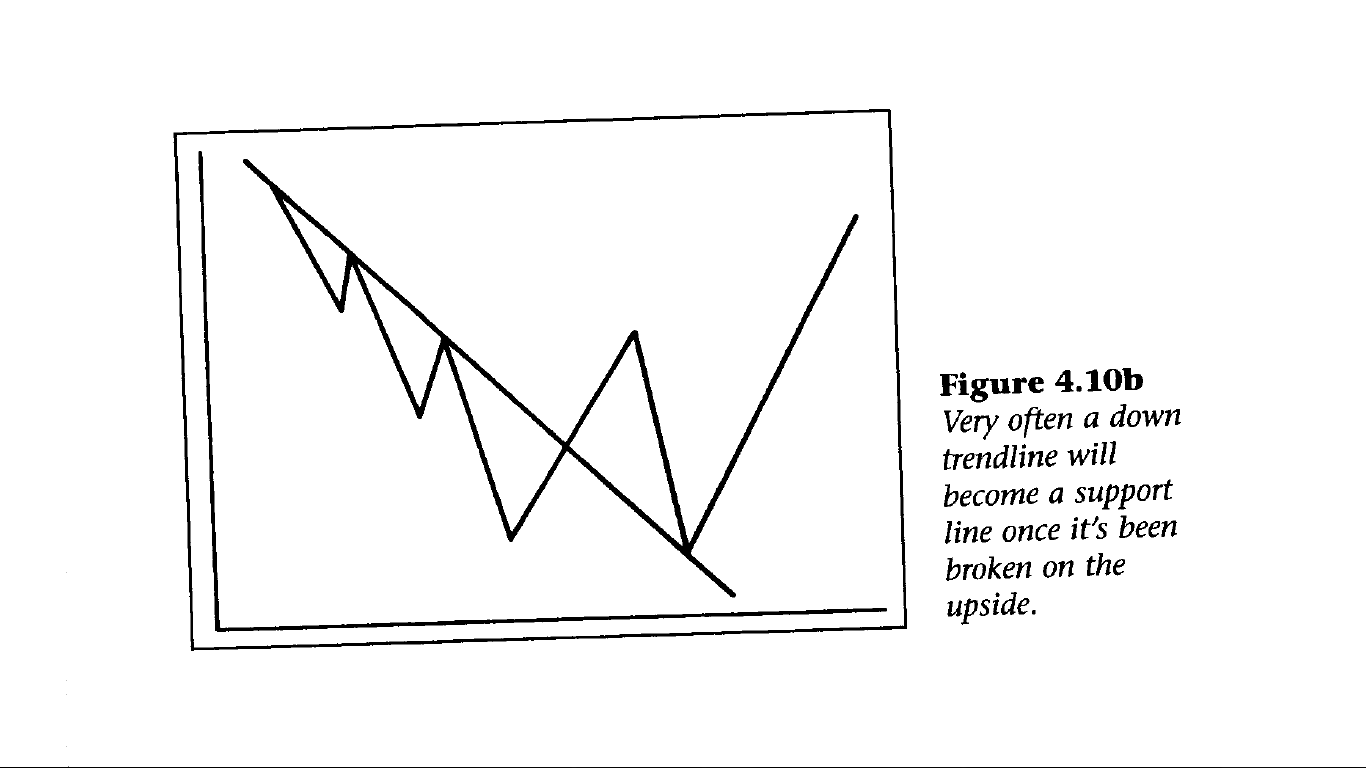 Figure 4.10b
Very often a down
trendline will
become a support
line once it's been
broken on the
upside.